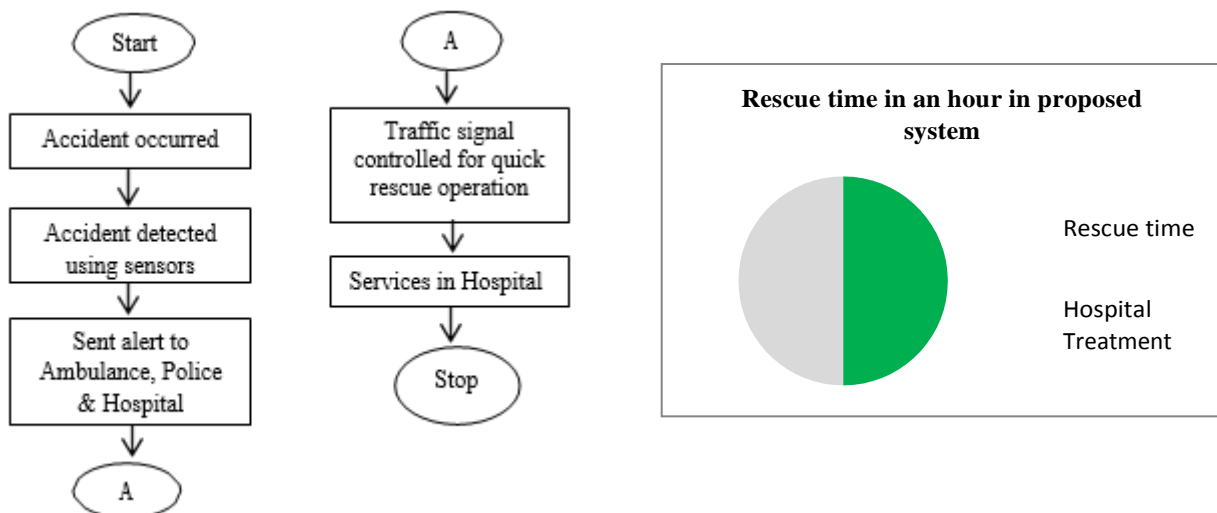 Start
Accident occurred
Accident detected
using sensors
Sent alert to
Ambulance, Police
& Hospital
A
A
Traffic signal
controlled for quick
rescue operation
Services in Hospital
Stop
Rescue time in an hour in proposed
system
Rescue time
Hospital
Treatment